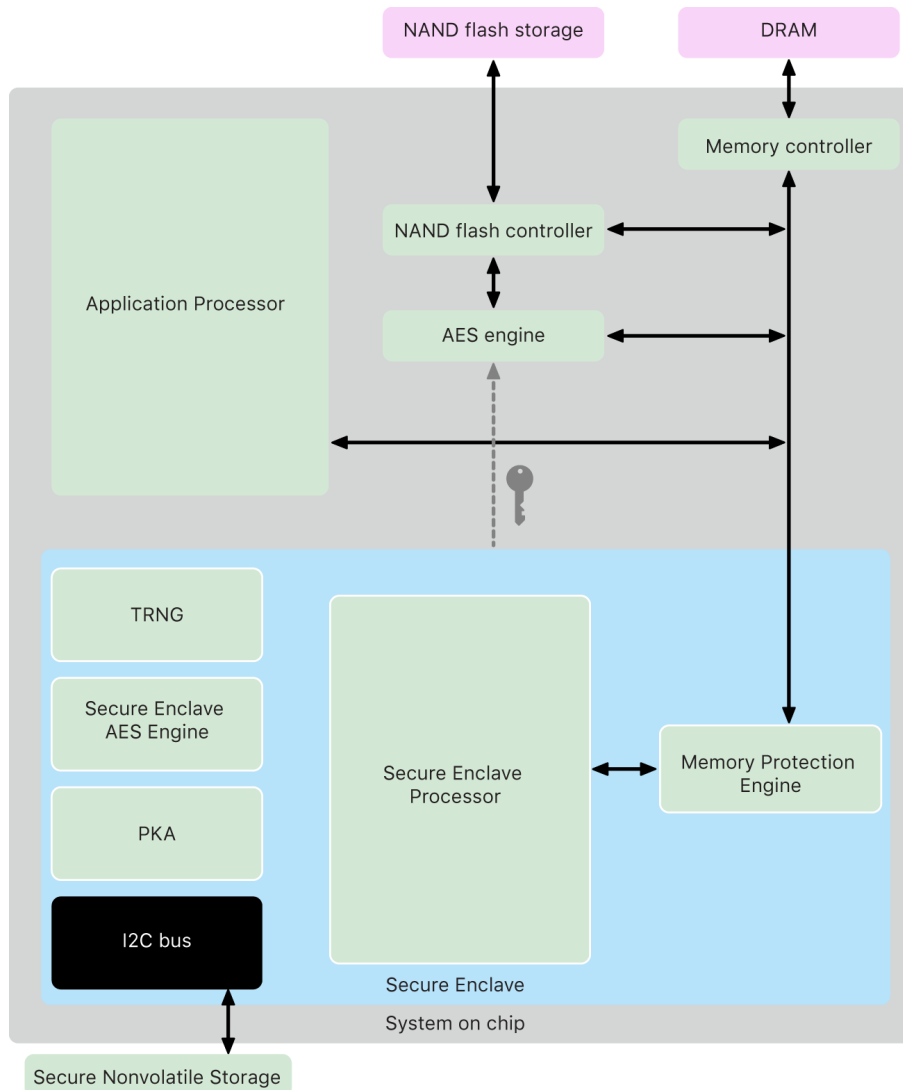 NAND flash storage
DRAM
Memory controller
NAND flash controller
Application Processor
AES engine
TRNG
Secure Enclave
AES Engine
Secure Enclave
Processor
Memory Protection
Engine
PKA
I2C bus
Secure Enclave
System on chip
Secure Nonvolatile Storage